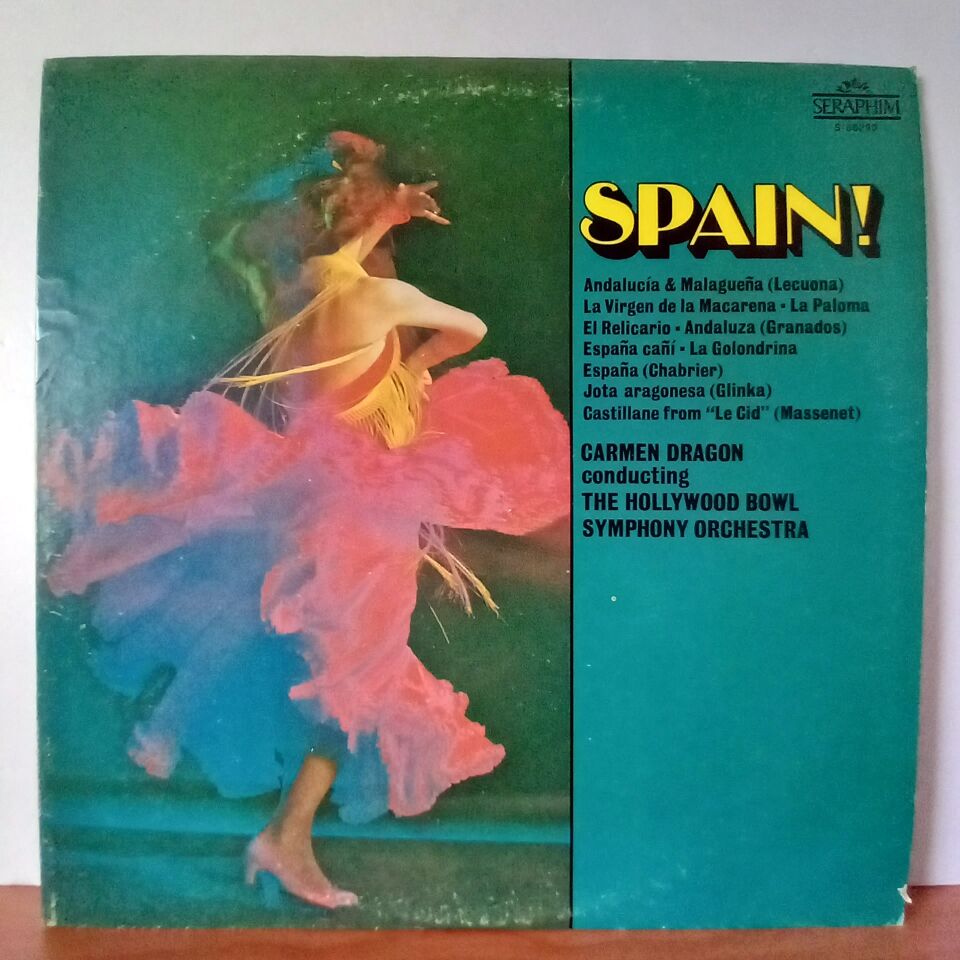 SERAPHIM
SPAIN!
Andalucía & Malagueña (Lecuona)
La Virgen de la Macarena • La Paloma
El Relicario • Andaluza (Granados)
España cañí • La Golondrina
España (Chabrier)
Jota aragonesa (Glinka)
Castillane from "Le Cid" (Massenet)
CARMEN DRAGON
conducting
THE HOLLYWOOD BOWL
SYMPHONY ORCHESTRA